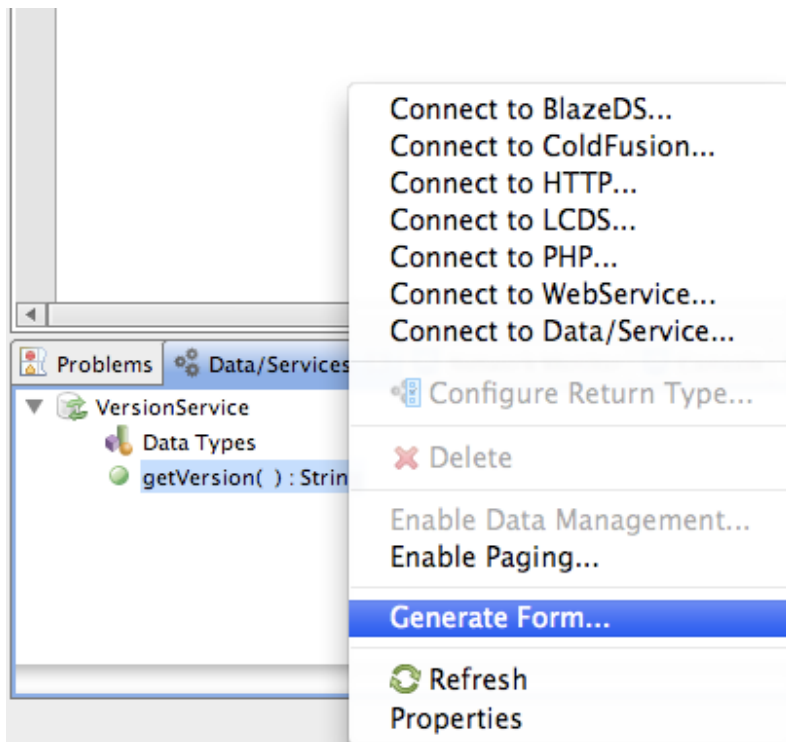 Connect to BlazeDS...
Connect to ColdFusion...
Connect to HTTP...
Connect to LCDS...
Connect to PHP...
Connect to WebService...
Connect to Data/Service...
Configure Return Type...
Delete
Enable Data Management...
Enable Paging...
Generate Form...
Refresh
Properties
Problems
Data/Services
VersionService
Data Types
getVersion( ) : Strin